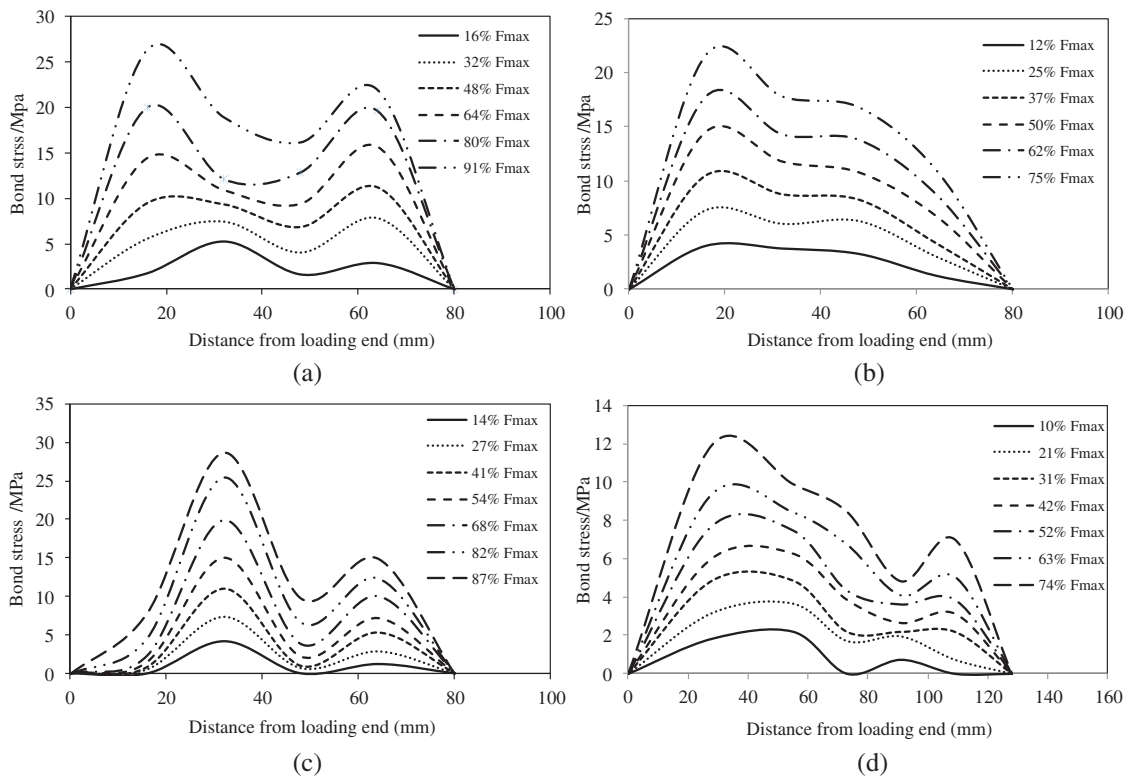 30
25
20
15
10
5
0
Bond strss /Mpa
16% Fmax
32% Fmax
48% Fmax
64% Fmax
80% Fmax
91% Fmax
0 20 40 60 80 100
Distance from loading end (mm)
(a)
25
20
15
10
5
0
Bond strss/Mpa
12% Fmax
25% Fmax
37% Fmax
50% Fmax
62% Fmax
75% Fmax
0 20 40 60 80 100
Distance from loading end (mm)
(b)
35
30
25
20
15
10
5
0
Bond stress /MPa
14% Fmax
27% Fmax
41% Fmax
54% Fmax
68% Fmax
82% Fmax
87% Fmax
0 20 40 60 80 100
Distance from loading end (mm)
(c)
14
12
10
8
6
4
2
0
Bond stress/MPa
10% Fmax
21% Fmax
31% Fmax
42% Fmax
52% Fmax
63% Fmax
74% Fmax
0 20 40 60 80 100 120 140 160
Distance from loading end (mm)
(d)